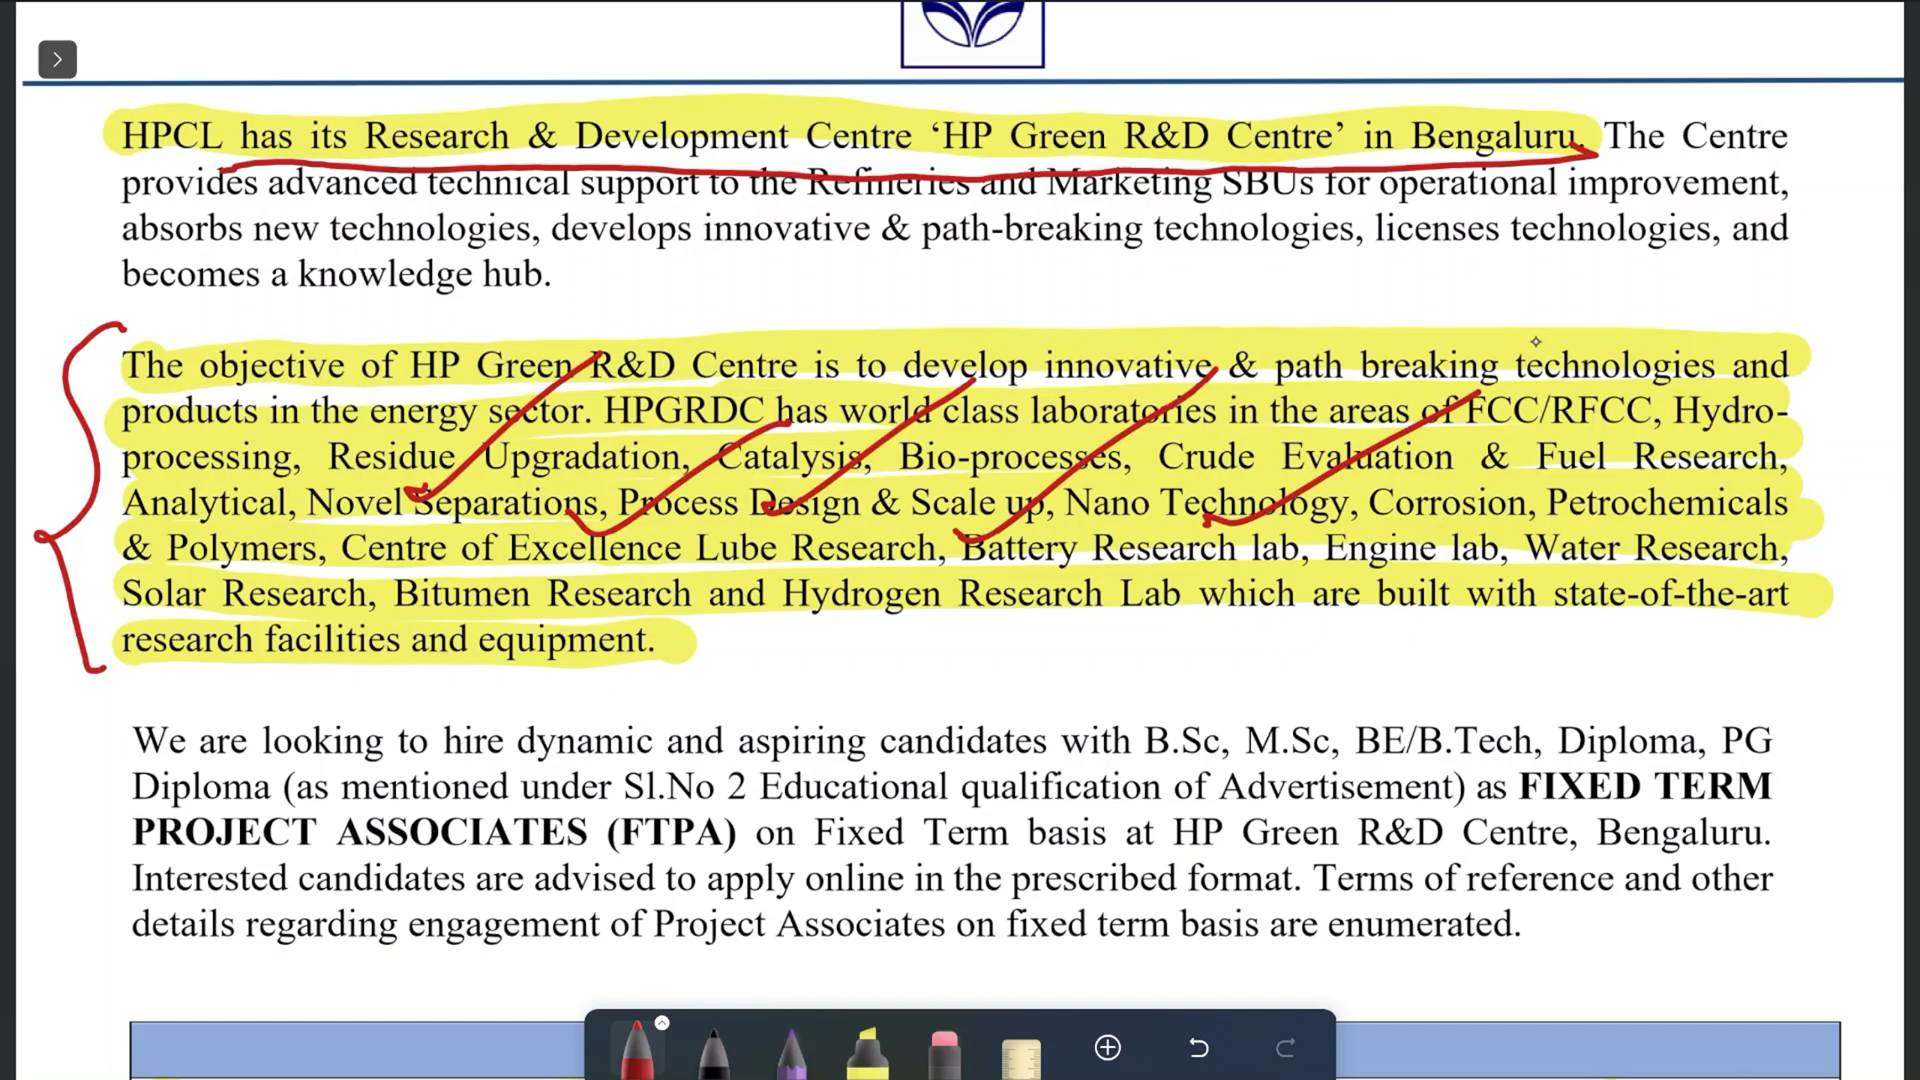 HPCL has its Research & Development Centre ‘HP Green R&D Centre’ in Bengaluru. The Centre
provides advanced technical support to the Refineries and Marketing SBUs for operational improvement,
absorbs new technologies, develops innovative & path-breaking technologies, licenses technologies, and
becomes a knowledge hub.
The objective of HP Green R&D Centre is to develop innovative & path breaking technologies and
products in the energy sector. HPGRDC has world class laboratories in the areas of FCC/RFCC, Hydro-
processing, Residue Upgradation, Catalysis, Bio-processes, Crude Evaluation & Fuel Research,
Analytical, Novel Separations, Process Design & Scale up, Nano Technology, Corrosion, Petrochemicals
& Polymers, Centre of Excellence Lube Research, Battery Research lab, Engine lab, Water Research,
Solar Research, Bitumen Research and Hydrogen Research Lab which are built with state-of-the-art
research facilities and equipment.
We are looking to hire dynamic and aspiring candidates with B.Sc, M.Sc, BE/B.Tech, Diploma, PG
Diploma (as mentioned under Sl.No 2 Educational qualification of Advertisement) as FIXED TERM
PROJECT ASSOCIATES (FTPA) on Fixed Term basis at HP Green R&D Centre, Bengaluru.
Interested candidates are advised to apply online in the prescribed format. Terms of reference and other
details regarding engagement of Project Associates on fixed term basis are enumerated.